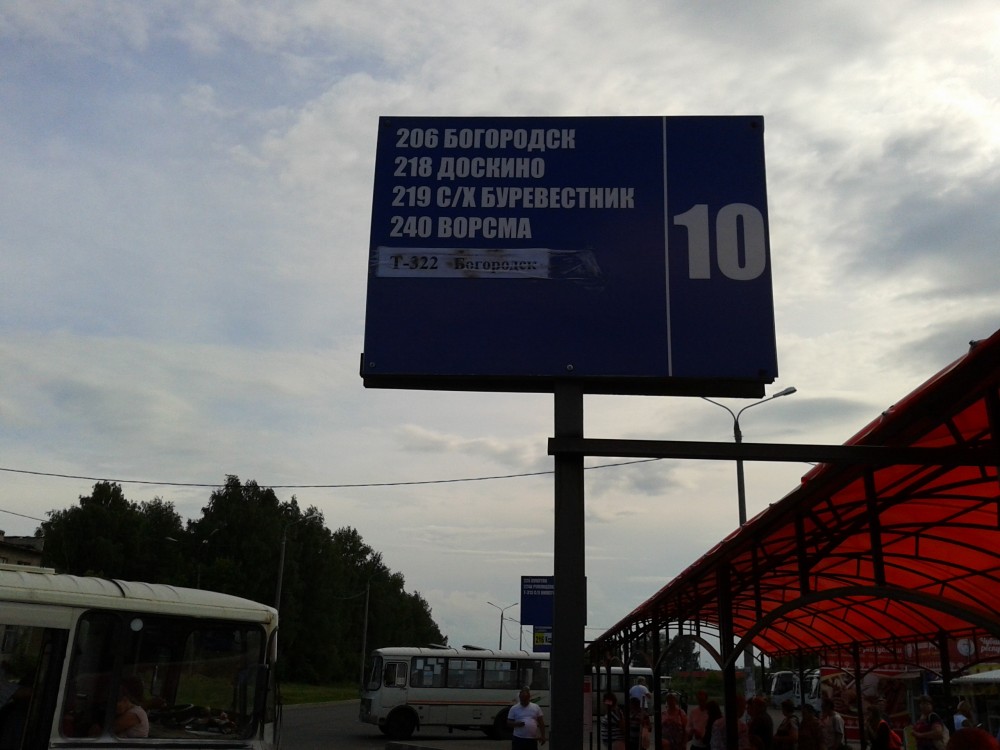 206 БОГОРОДСК
218 ДОСКИНО
219 С/Х БУРЕВЕСТНИК
240 ВОРСМА
Т-322 Богородск
10